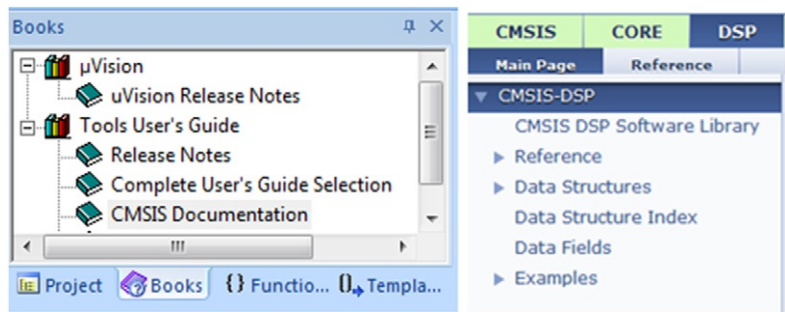 Books
µVision
uVision Release Notes
Tools User's Guide
Release Notes
Complete User's Guide Selection
CMSIS Documentation
Project Books {} Functio... 0 Templa...
CMSIS CORE DSP
Main Page Reference
CMSIS-DSP
CMSIS DSP Software Library
Reference
Data Structures
Data Structure Index
Data Fields
Examples